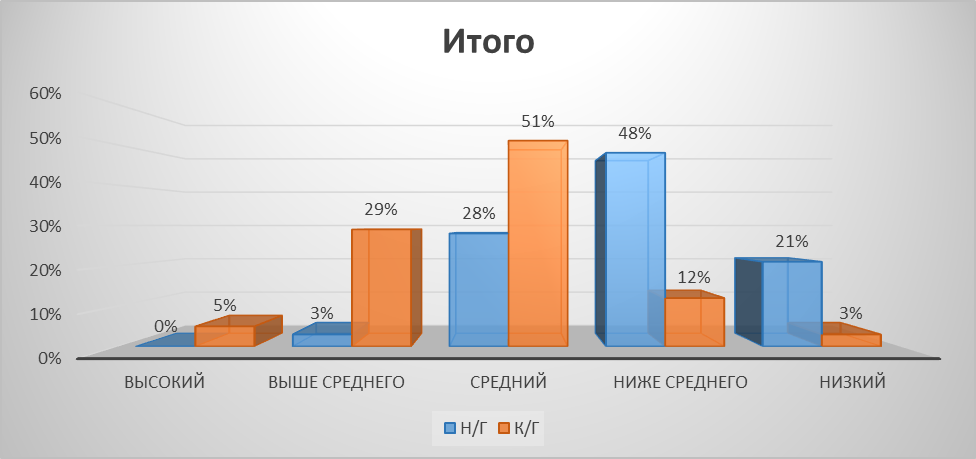 Итого
60%
50%
40%
30%
20%
10%
0%
0%
5%
3%
29%
28%
51%
48%
12%
21%
3%
ВЫСОКИЙ
ВЫШЕ СРЕДНЕГО
СРЕДНИЙ
НИЖЕ СРЕДНЕГО
НИЗКИЙ
Н/Г
К/Г